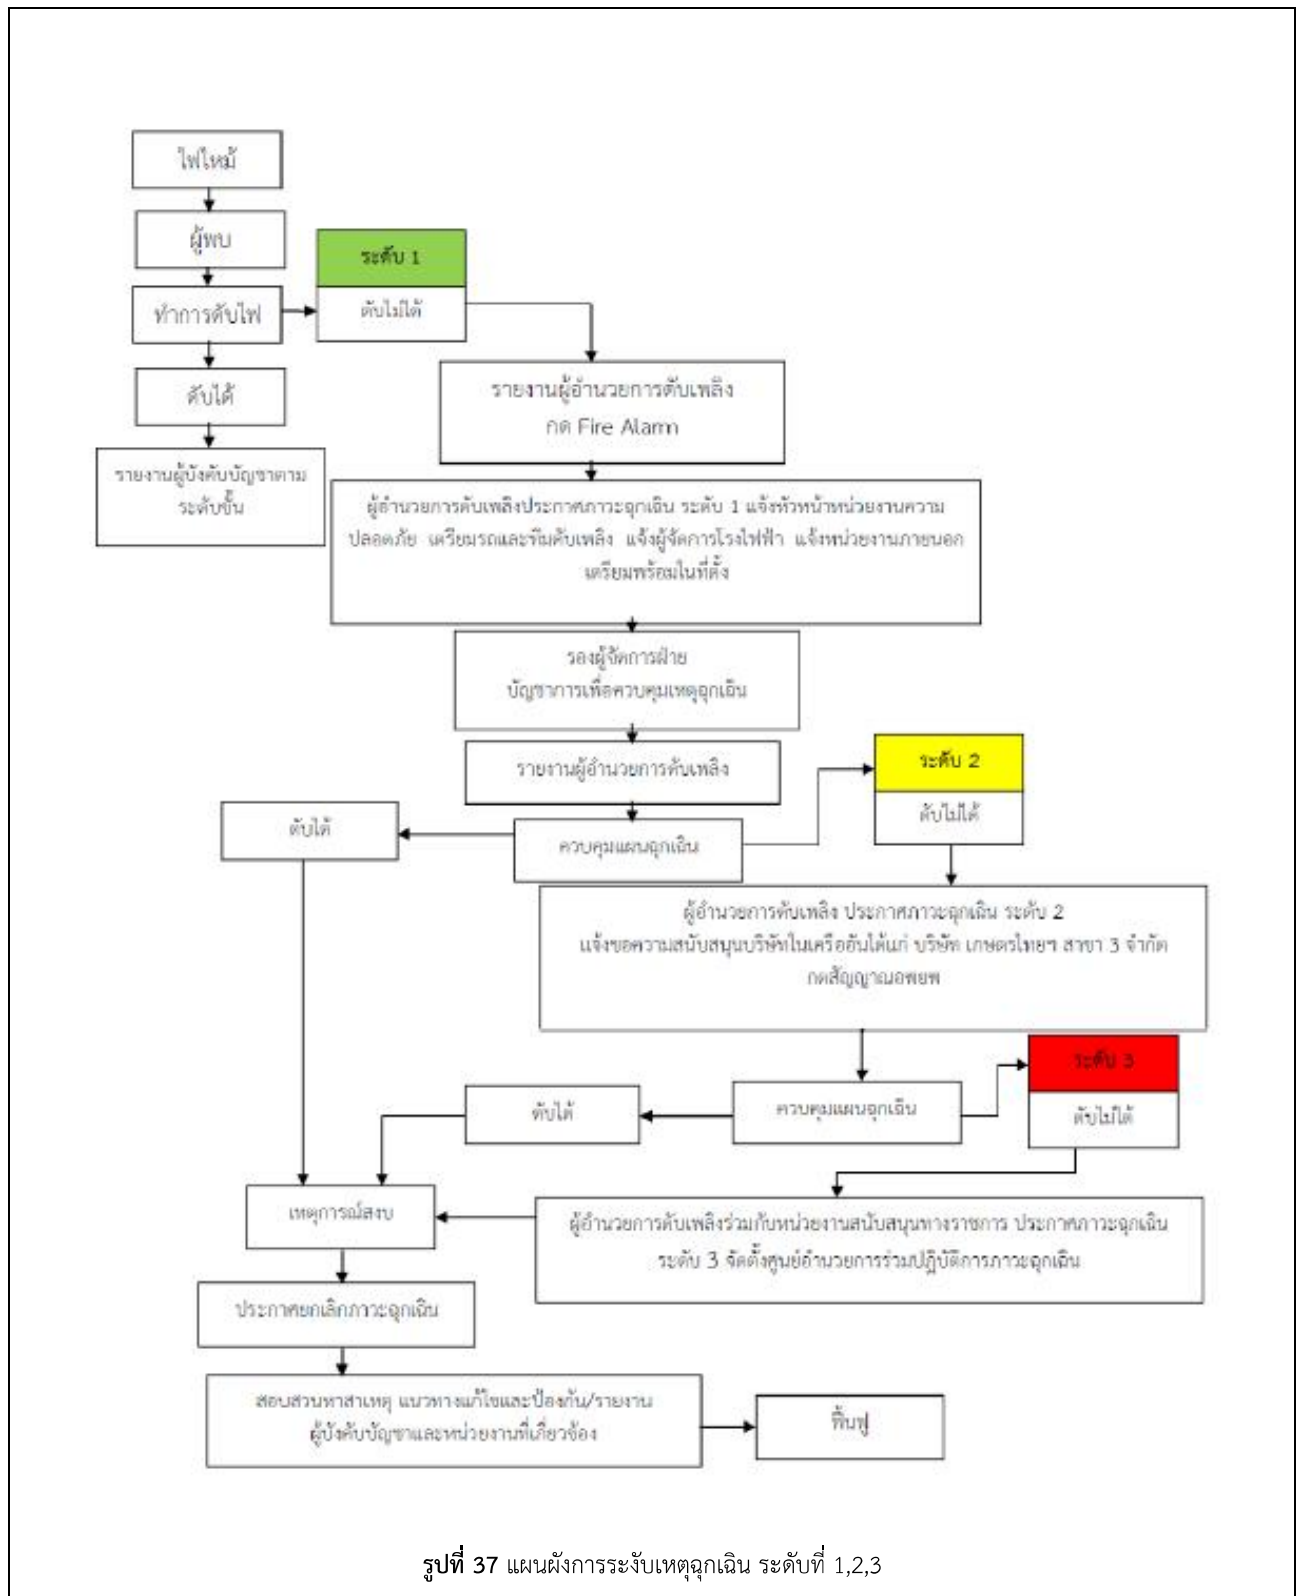 ไฟไหม้
ผู้พบ
ระดับ 1
ทำการดับไฟ
ดับไม่ได้
ดับได้
รายงานผู้อำนวยการดับเพลิง
กด Fire Alamn
รายงานผู้บังคับบัญชาตาม
ระดับขั้น
ผู้อำนวยการดับเพลิงประกาศภาวะฉุกเฉิน ระดับ 1 แจ้งหัวหน้าหน่วยงานความ
ปลอดภัย เตรียมรถและทีมดับเพลิง แจ้งผู้จัดการโรงไฟฟ้า แจ้งหน่วยงานภายนอก
เตรียมพร้อมในที่ตั้ง
รองผู้จัดการฝ่าย
บัญชาการเพื่อควบคุมเหตุฉุกเฉิน
รายงานผู้อำนวยการดับเพลิง
ระดับ 2
ดับไม่ได้
ดับได้
ควบคุมแผนฉุกเฉิน
ผู้อำนวยการดับเพลิง ประกาศภาวะฉุกเฉิน ระดับ 2
แจ้งขอความสนับสนุนบริษัทในเครืออันได้แก่ บริษัท เกษตรไทยฯ สาขา 3 จำกัด
กดสัญญาณอพยพ
ระดับ 3
ดับได้
ควบคุมแผนฉุกเฉิน
ดับไม่ได้
เหตุการณ์สงบ
ผู้อำนวยการดับเพลิงร่วมกับหน่วยงานสนับสนุนทางราชการ ประกาศภาวะฉุกเฉิน
ระดับ 3 จัดตั้งศูนย์อำนวยการร่วมปฏิบัติการภาวะฉุกเฉิน
ประกาศยกเลิกภาวะฉุกเฉิน
สอบสวนหาสาเหตุ แนวทางแก้ไขและป้องกัน/รายงาน
ผู้บังคับบัญชาและหน่วยงานที่เกี่ยวข้อง
ฟื้นฟู
รูปที่ 37 แผนผังการระงับเหตุฉุกเฉิน ระดับที่ 1,2,3